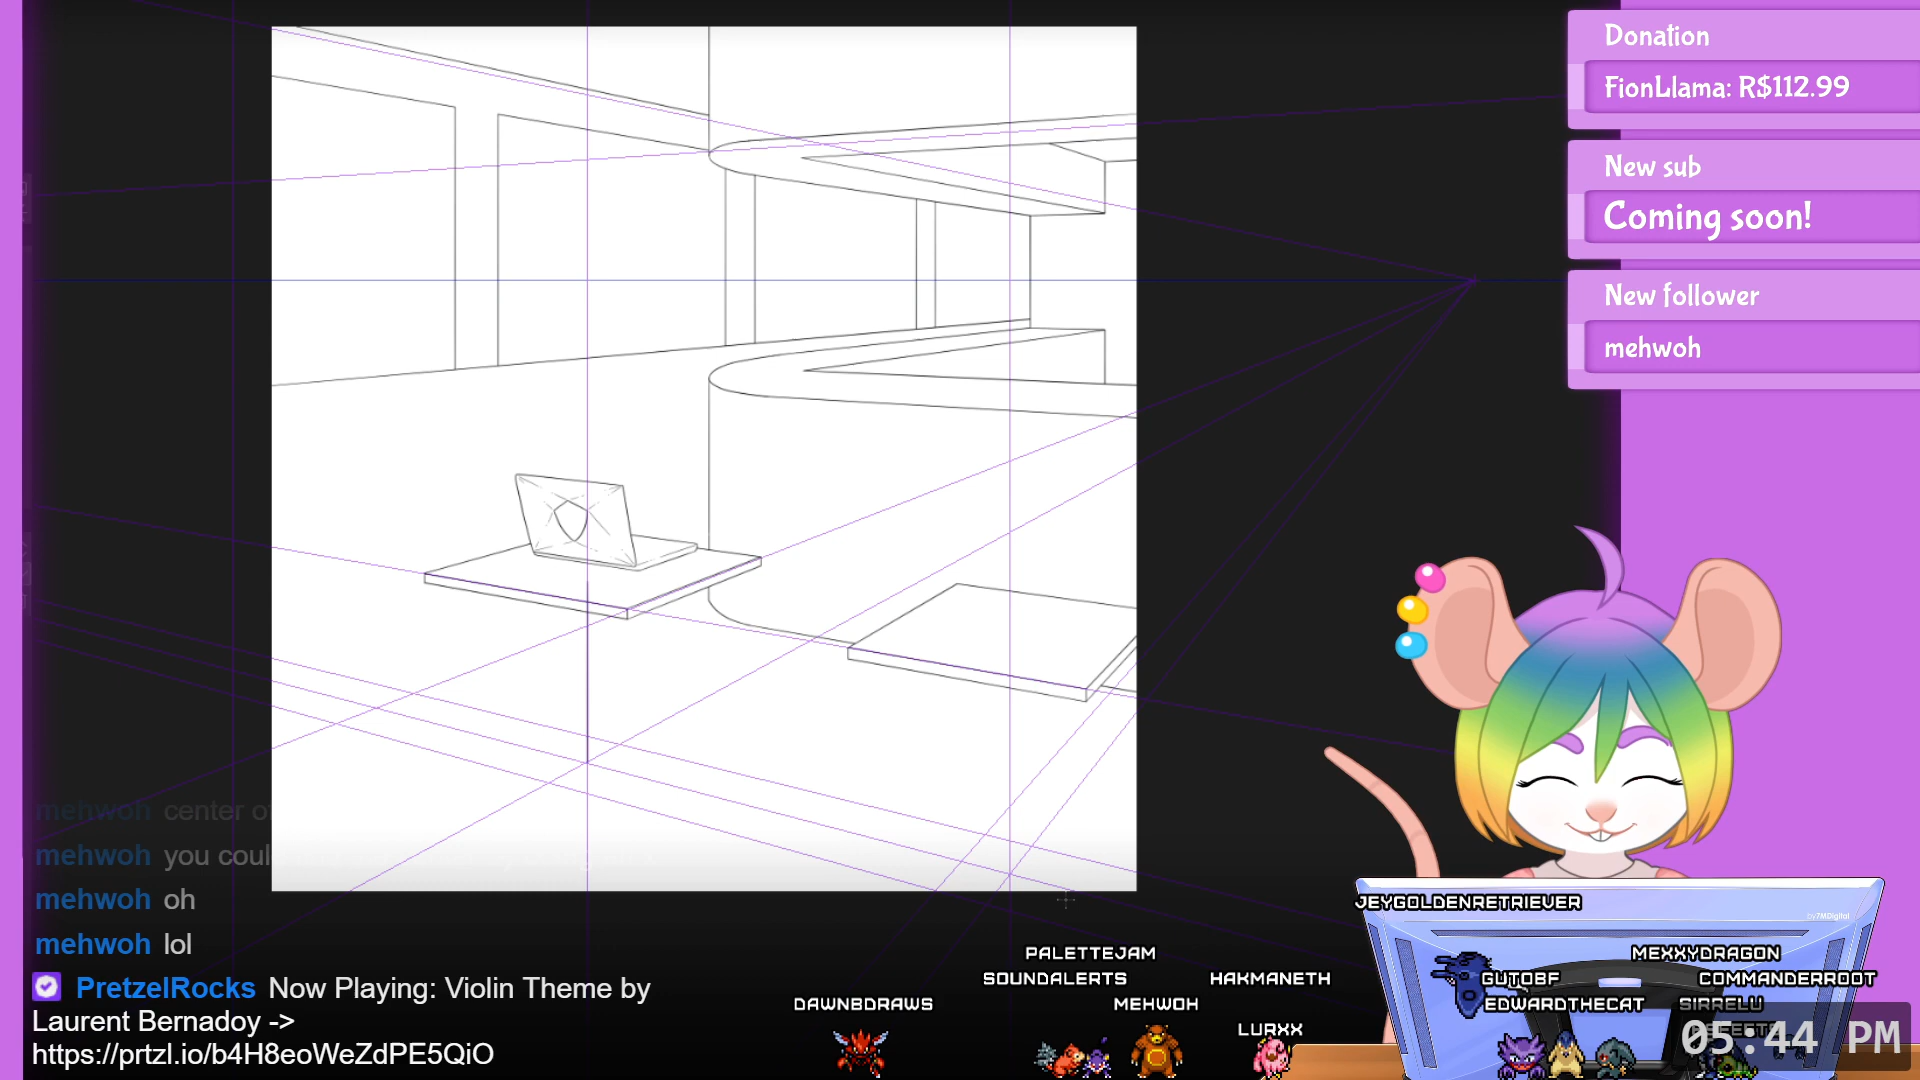 Donation
FionLlama: R$112.99
New sub
Coming soon!
New follower
mehwoh
mehwoh center of
mehwoh you coul
mehwoh oh
mehwoh lol
PretzelRocks Now Playing: Violin Theme by
Laurent Bernadoy ->
https://prtzl.io/b4H8eoWeZdPE5QiO
JEYGOLDENRETRIEVER
by7MDigital
PALETTEJAM
MEXXYDRAGON
SOUNDALERTS
HAKMANETH
GUTOBF
COMMANDERROOT
DAWNBDRAWS
MEHWOH
EDWARDTHECAT
SIRRELU
LURXX
05:44 PM